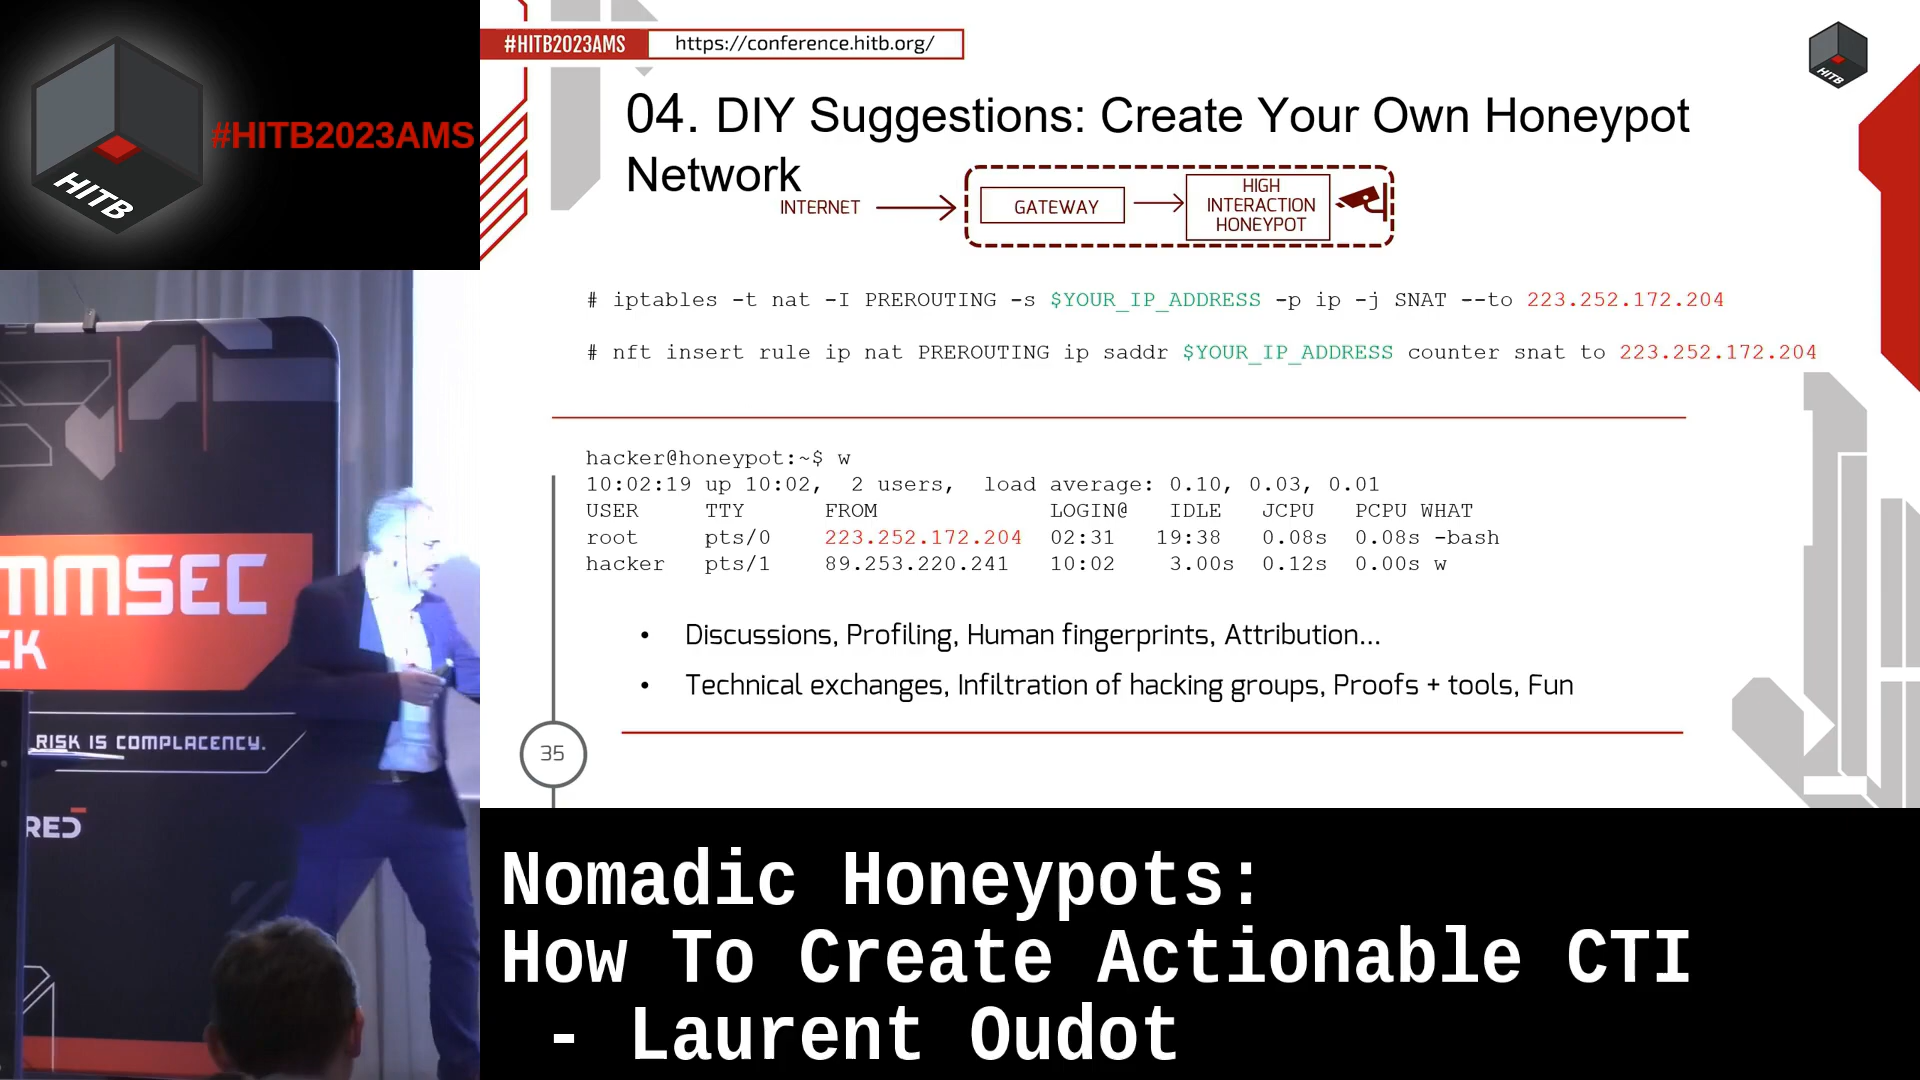 HITB
#HITB2023AMS
MMSEC
CK
RISK IS COMPLACENCY.
RED
#HITB2023AMS
https://conference.hitb.org/
HITB
04. DIY Suggestions: Create Your Own Honeypot
Network
INTERNET
GATEWAY
HIGH
INTERACTION
HONEYPOT
# iptables -t nat -I PREROUTING -s $YOUR_IP_ADDRESS -p ip -j SNAT --to 223.252.172.204
# nft insert rule ip nat PREROUTING ip saddr $YOUR_IP_ADDRESS counter snat to 223.252.172.204
hacker@honeypot:~$ w
10:02:19 up 10:02, 2 users, load average: 0.10, 0.03, 0.01
USER TTY FROM LOGIN@ IDLE JCPU PCPU WHAT
root pts/0 223.252.172.204 02:31 19:38 0.08s 0.08s -bash
hacker pts/1 89.253.220.241 10:02 3.00s 0.12s 0.00s w
• Discussions, Profiling, Human fingerprints, Attribution...
• Technical exchanges, Infiltration of hacking groups, Proofs + tools, Fun
35
Nomadic Honeypots:
How To Create Actionable CTI
- Laurent Oudot